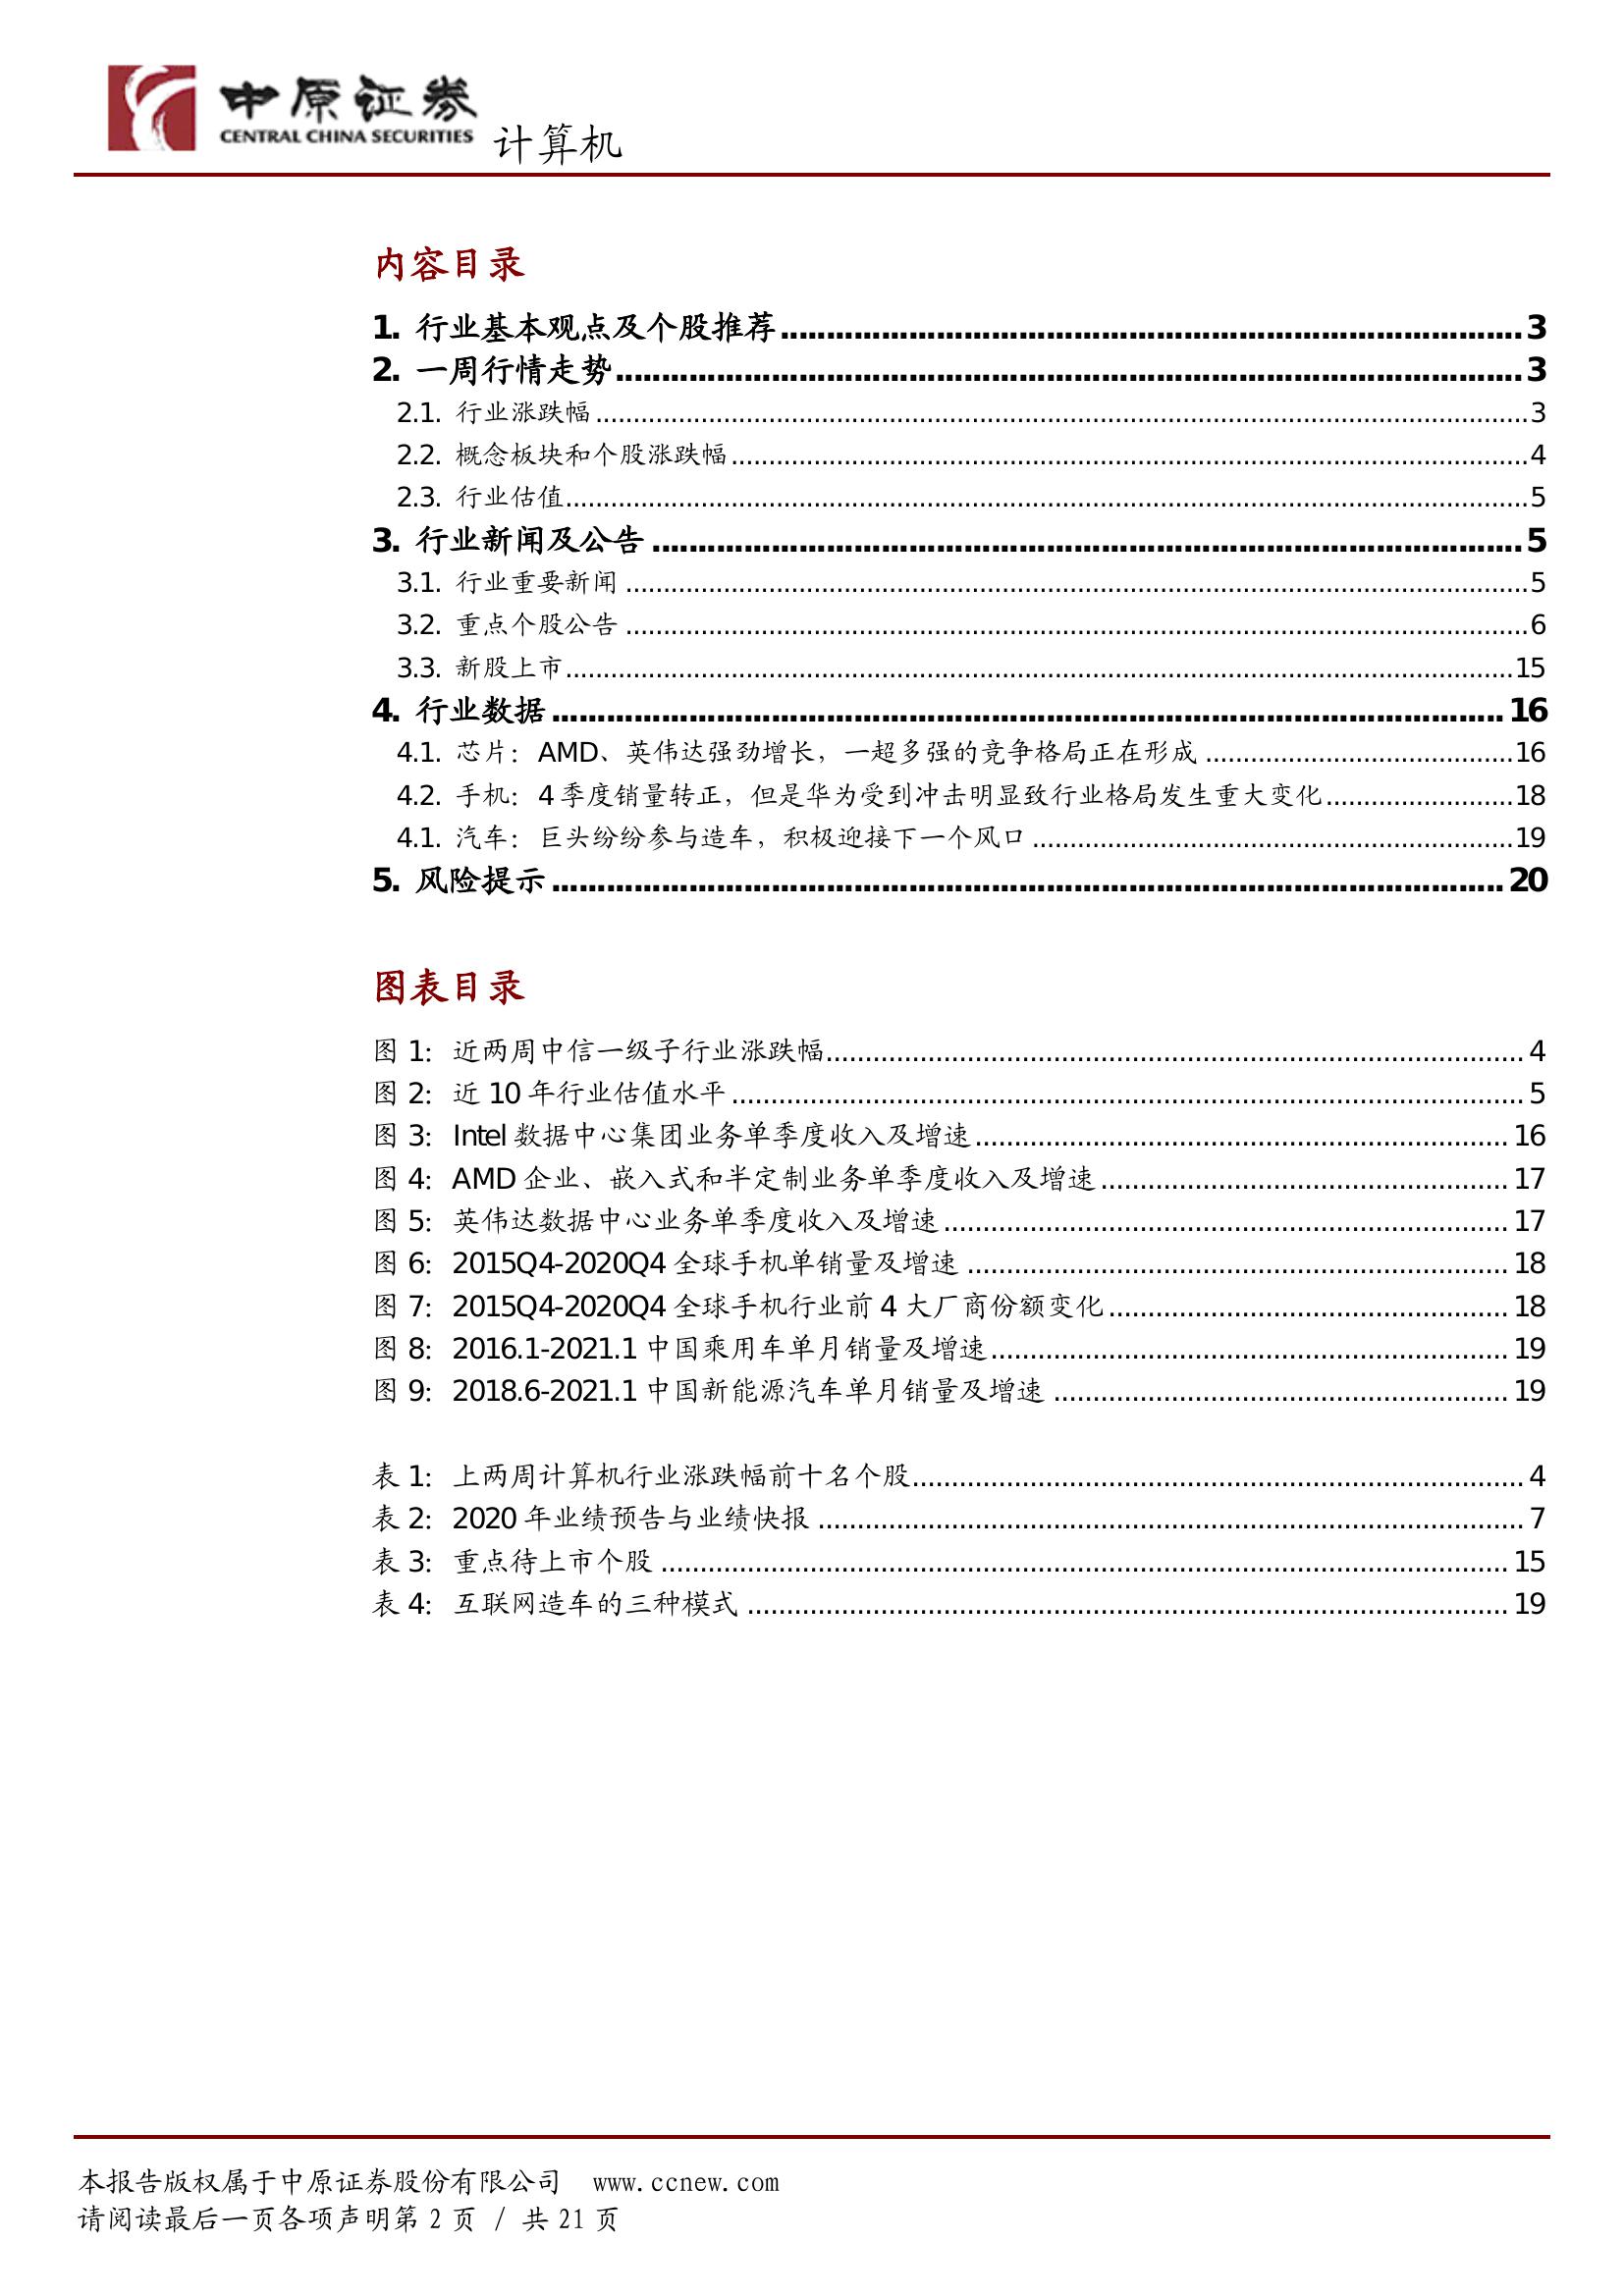 中原证券
CENTRAL CHINA SECURITIES
计算机
内容目录
1. 行业基本观点及个股推荐 3
2. 一周行情走势 3
2.1. 行业涨跌幅 3
2.2. 概念板块和个股涨跌幅 4
2.3. 行业估值 5
3. 行业新闻及公告 5
3.1. 行业重要新闻 5
3.2. 重点个股公告 6
3.3. 新股上市 15
4. 行业数据 16
4.1. 芯片：AMD、英伟达强劲增长，一超多强的竞争格局正在形成 16
4.2. 手机：4季度销量转正，但是华为受到冲击明显致行业格局发生重大变化 18
4.1. 汽车：巨头纷纷参与造车，积极迎接下一个风口 19
5. 风险提示 20
图表目录
图 1: 近两周中信一级子行业涨跌幅 4
图 2: 近 10 年行业估值水平 5
图 3: Intel 数据中心集团业务单季度收入及增速 16
图 4: AMD 企业、嵌入式和半定制业务单季度收入及增速 17
图 5: 英伟达数据中心业务单季度收入及增速 17
图 6: 2015Q4-2020Q4 全球手机单销量及增速 18
图 7: 2015Q4-2020Q4 全球手机行业前 4 大厂商份额变化 18
图 8: 2016.1-2021.1 中国乘用车单月销量及增速 19
图 9: 2018.6-2021.1 中国新能源汽车单月销量及增速 19
表 1: 上两周计算机行业涨跌幅前十名个股 4
表 2: 2020 年业绩预告与业绩快报 7
表 3: 重点待上市个股 15
表 4: 互联网造车的三种模式 19
本报告版权属于中原证券股份有限公司 www.ccnew.com
请阅读最后一页各项声明第 2 页 / 共 21 页